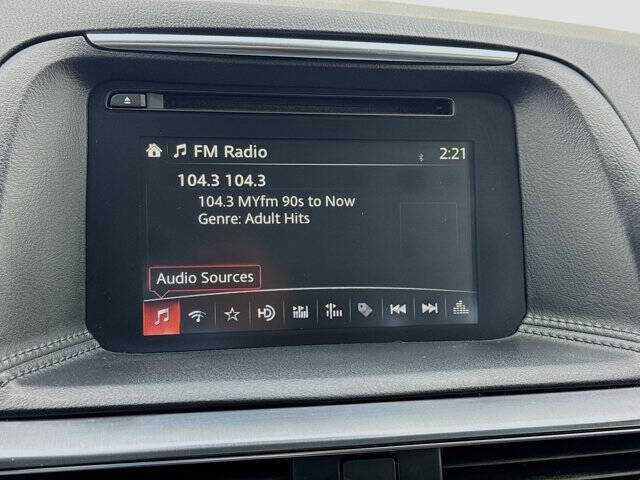 FM Radio
2:21
104.3 104.3
104.3 MYfm 90s to Now
Genre: Adult Hits
Audio Sources
HD